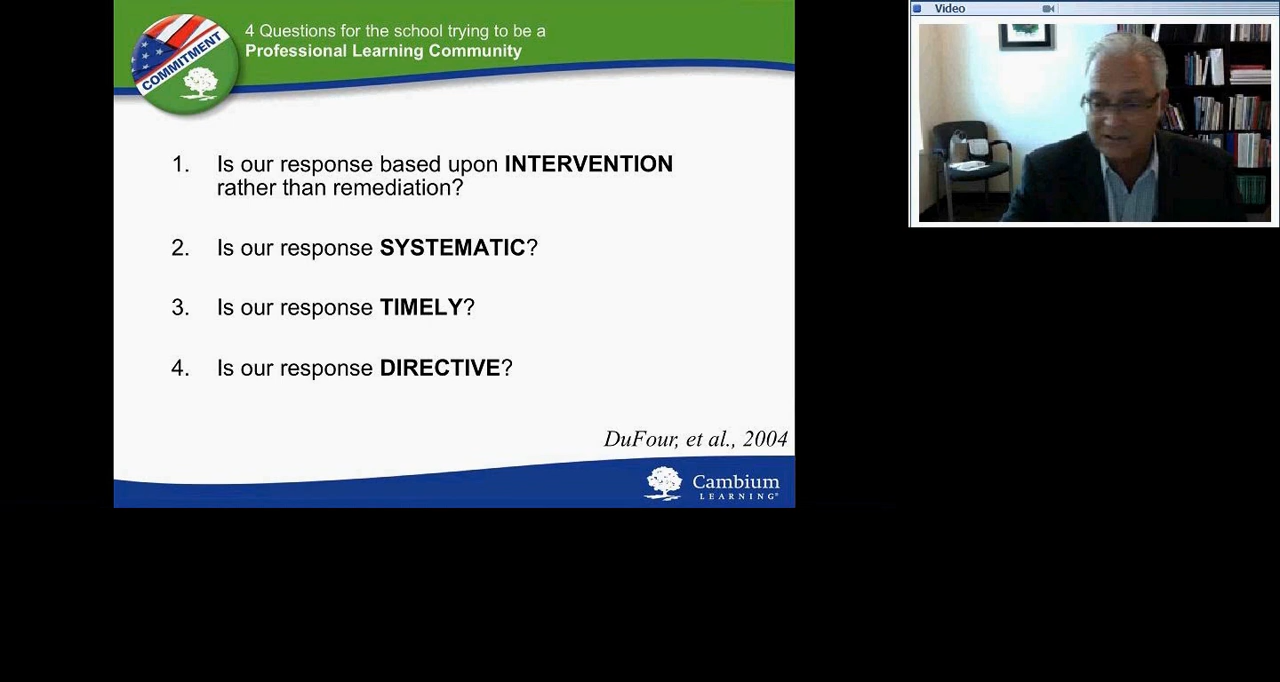 4 Questions for the school trying to be a
Professional Learning Community
COMMITMENT
1. Is our response based upon INTERVENTION
rather than remediation?
2. Is our response SYSTEMATIC?
3. Is our response TIMELY?
4. Is our response DIRECTIVE?
DuFour, et al., 2004
Cambium
LEARNING®
Video